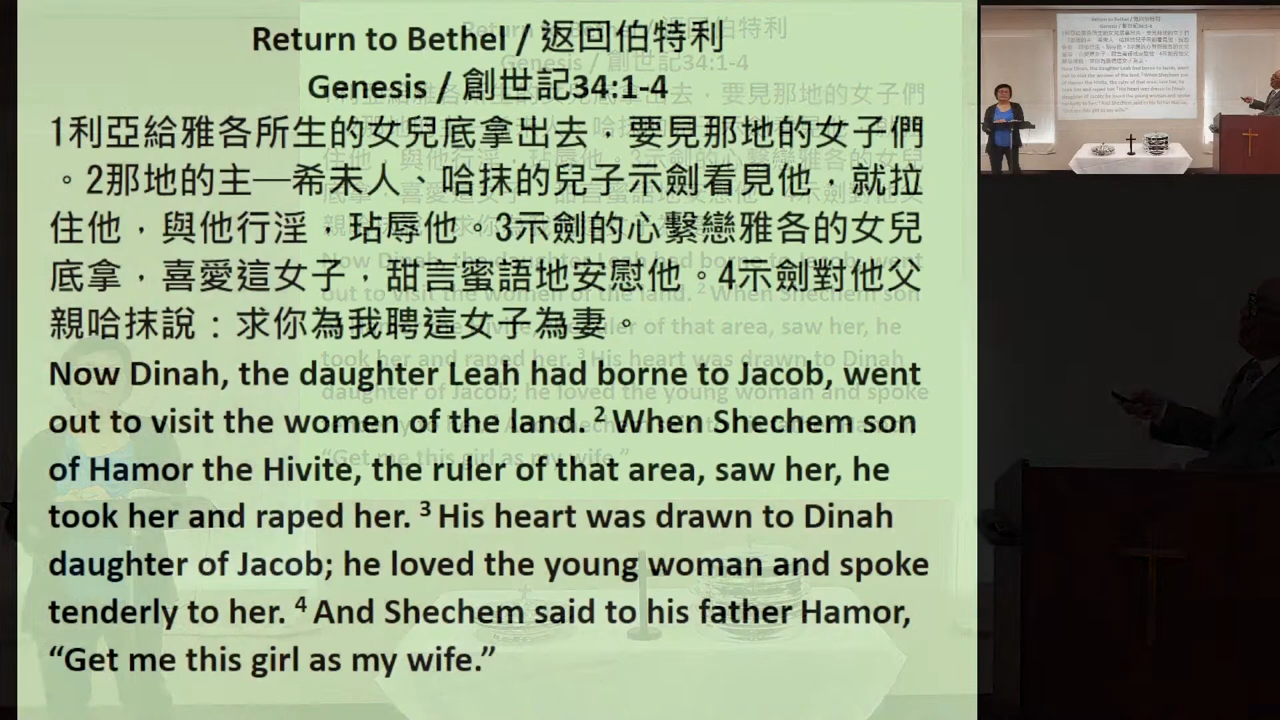 Return to Bethel / 返回伯特利
Genesis / 創世記34:1-4
1利亞給雅各所生的女兒底拿出去，要見那地的女子們
。2那地的主—希未人、哈抹的兒子示劍看見他，就拉
住他，與他行淫，玷辱他。3示劍的心繫戀雅各的女兒
底拿，喜愛這女子，甜言蜜語地安慰他。4示劍對他父
親哈抹說：求你為我聘這女子為妻。
Now Dinah, the daughter Leah had borne to Jacob, went
out to visit the women of the land. 2 When Shechem son
of Hamor the Hivite, the ruler of that area, saw her, he
took her and raped her. 3 His heart was drawn to Dinah
daughter of Jacob; he loved the young woman and spoke
tenderly to her. 4 And Shechem said to his father Hamor,
“Get me this girl as my wife.”